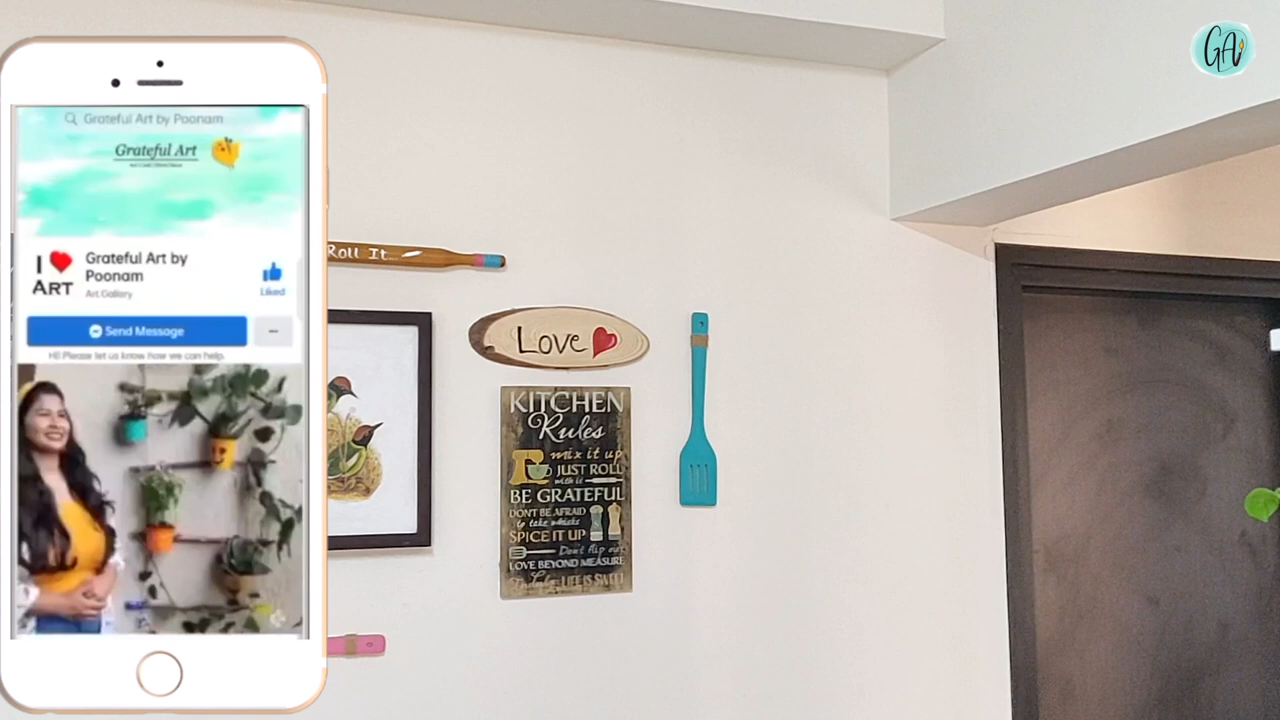 GA
Grateful Art by Poonam
Grateful Art
I ART
Grateful Art by
Poonam
Art Gallery
Liked
Send Message
Hi! Please let us know how we can help.
Roll It...
Love
KITCHEN
Rules
mix it up
JUST ROLL
with it
BE GRATEFUL
DON'T BE AFRAID
to take whisks
SPICE IT UP
Don't flip out
LOVE BEYOND MEASURE
LIFE IS SWEET